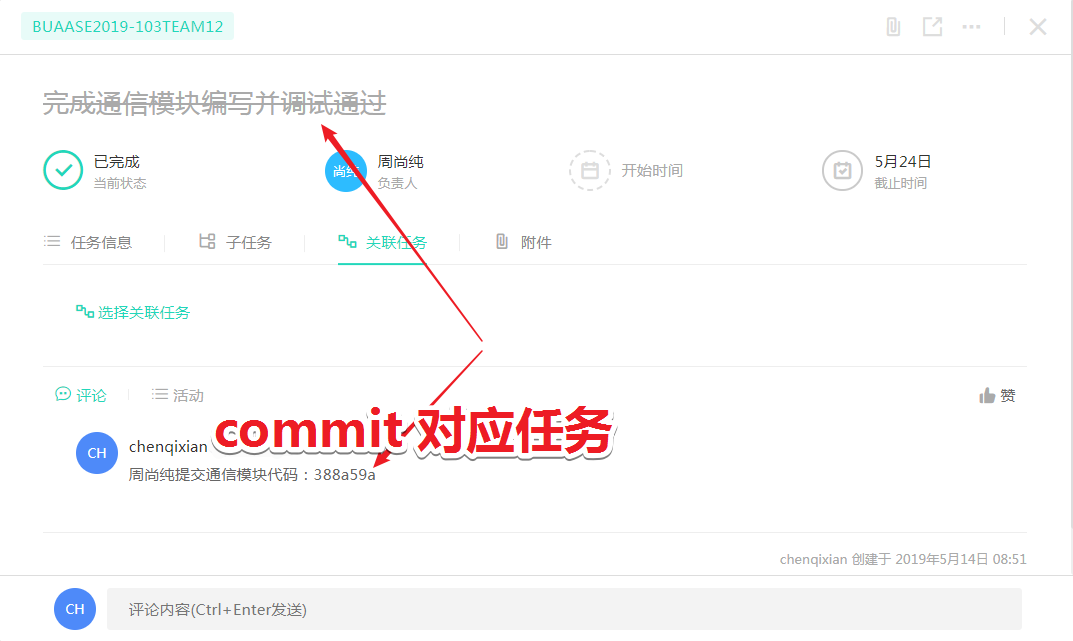 BUAASE2019-103TEAM12
完成通信模块编写并调试通过
已完成
当前状态
尚纯
周尚纯
负责人
开始时间
5月24日
截止时间
任务信息
子任务
关联任务
附件
选择关联任务
评论
活动
赞
commit 对应任务
CH
chenqixian
周尚纯提交通信模块代码：388a59a
chenqixian 创建于 2019年5月14日 08:51
CH
评论内容(Ctrl+Enter发送)